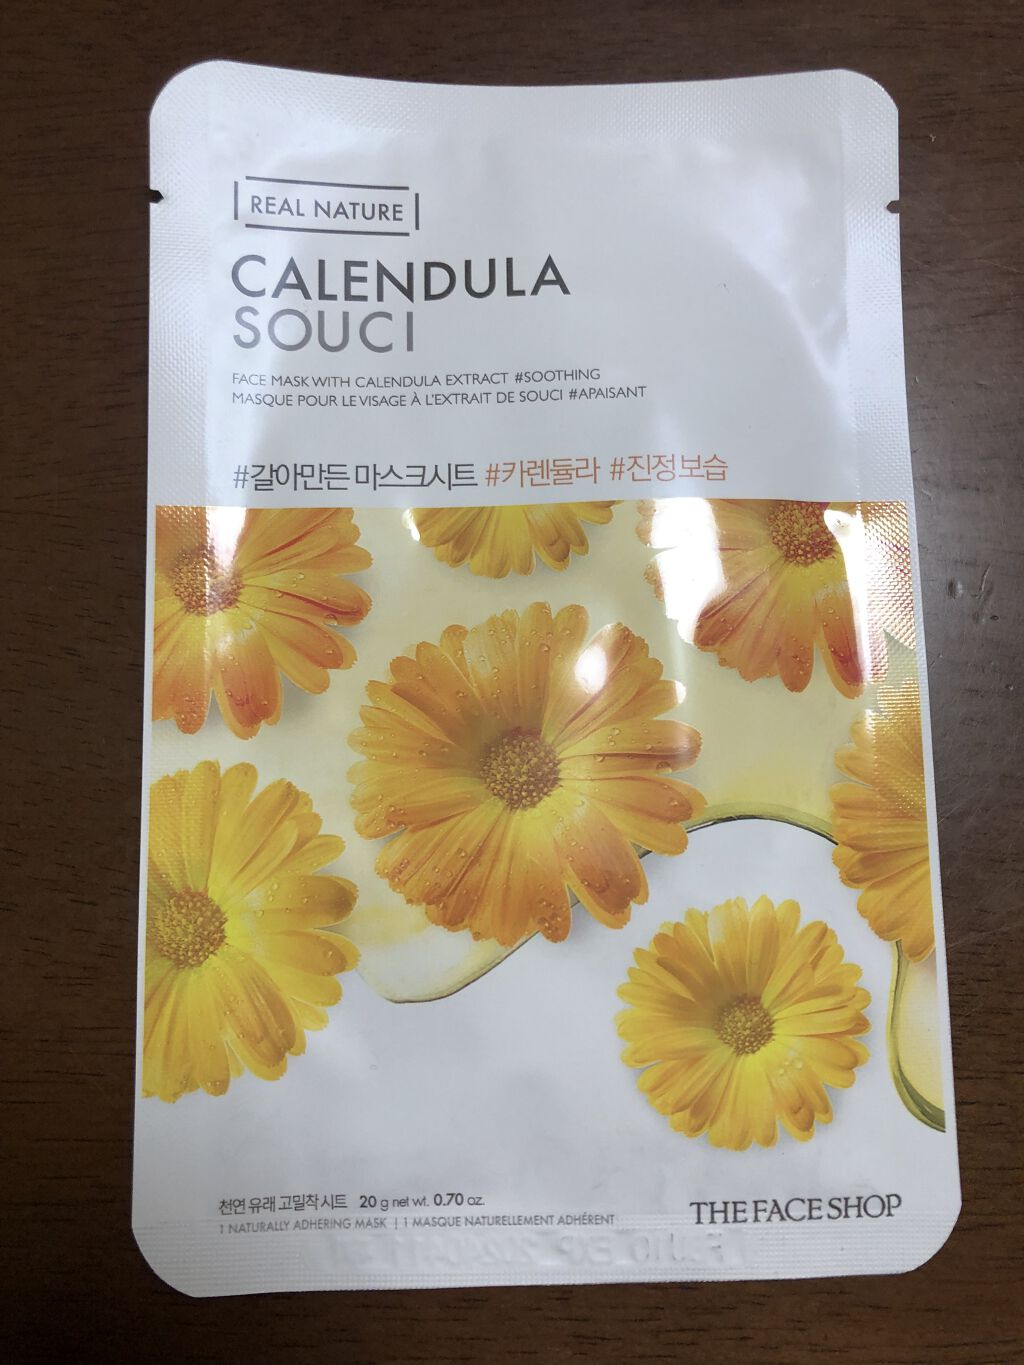 REAL NATURE
CALENDULA
SOUCI
FACE MASK WITH CALENDULA EXTRACT #SOOTHING
MASQUE POUR LE VISAGE À L'EXTRAIT DE SOUCI #APAISANT
#갈아만든 마스크시트 #카렌듈라 #진정보습
천연 유래 고밀착 시트 20 g net wt. 0.70 oz.
1 NATURALLY ADHERING MASK | 1 MASQUE NATURELLEMENT ADHÉRENT
THE FACE SHOP